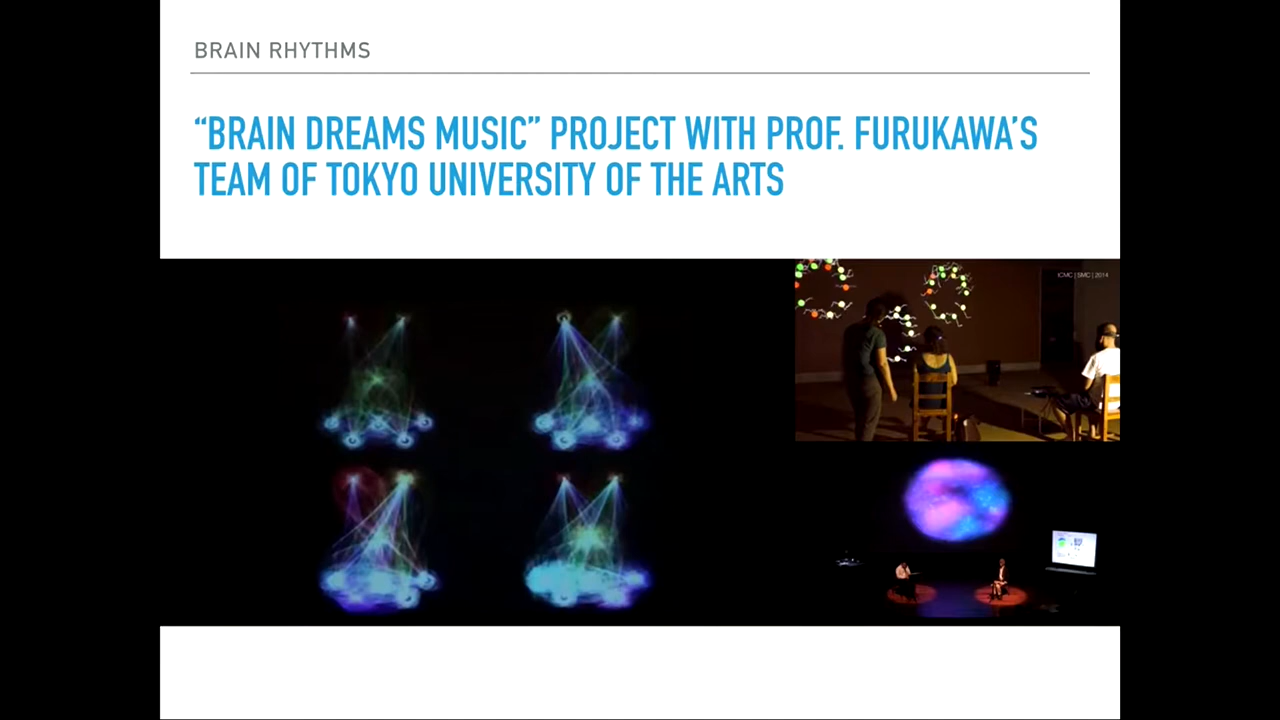 BRAIN RHYTHMS
“BRAIN DREAMS MUSIC” PROJECT WITH PROF. FURUKAWA’S
TEAM OF TOKYO UNIVERSITY OF THE ARTS
ICMC | SMC | 2014